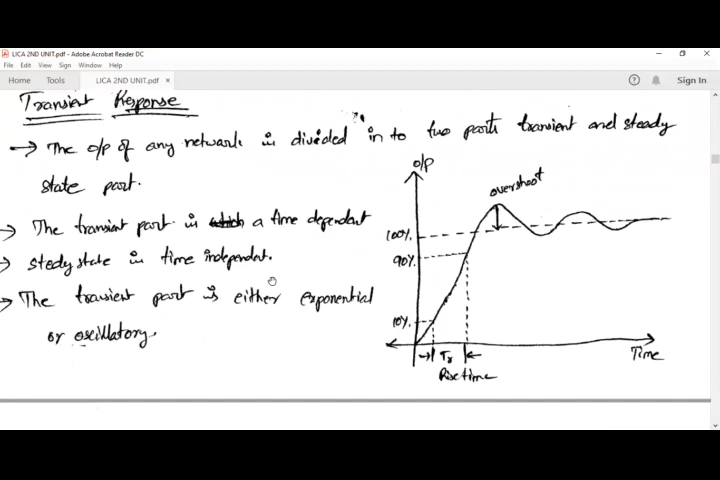 LICA 2ND UNIT.pdf - Adobe Acrobat Reader DC
File Edit View Sign Window Help
Home Tools LICA 2ND UNIT.pdf × Sign In
Transient Response
→ The o/p of any network is divided in to two parts transient and steady
state part.
→ The transient part is which a time dependent
→ Stedy state is time independent.
→ The transient part is either exponential
or oscillatory.
o/p
overshoot
100%
90%
10%
Tr
Rise time
Time